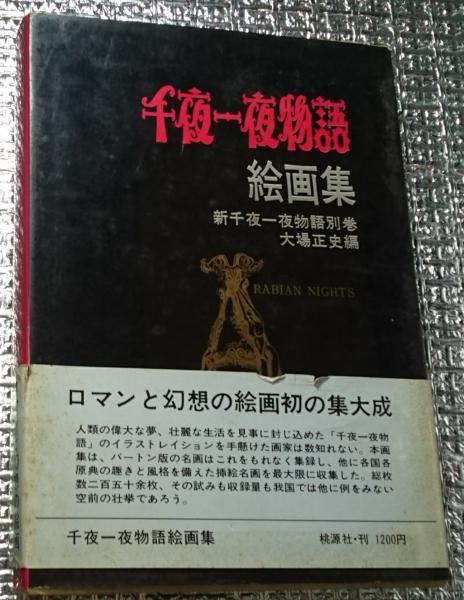 千夜一夜物語
絵画集
新千夜一夜物語別巻
大場正史編
RABIAN NIGHTS
ロマンと幻想の絵画初の集大成
人類の偉大な夢、壮麗な生活を見事に封じ込めた「千夜一夜物
語」のイラストレイションを手懸けた画家は数知れない。本画
集は、バートン版の名画はこれをもれなく集録し、他に各国各
原典の趣きと風格を備えた挿絵名画を最大限に収集した。総枚
数二百五十余枚、その試みも収録量も我国では他に例をみない
空前の壮挙であろう。
千夜一夜物語絵画集
桃源社・刊 1200円